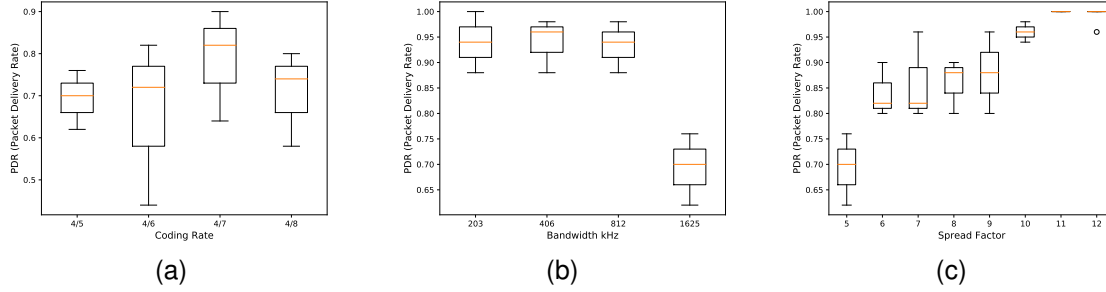 0.9
0.8
0.7
0.6
0.5
PDR (Packet Delivery Rate)
4/5 4/6 4/7 4/8
Coding Rate
(a)
1.00
0.95
0.90
0.85
0.80
0.75
0.70
0.65
PDR (Packet Delivery Rate)
203 406 812 1625
Bandwidth kHz
(b)
1.00
0.95
0.90
0.85
0.80
0.75
0.70
0.65
PDR (Packet Delivery Rate)
5 6 7 8 9 10 11 12
Spread Factor
(c)